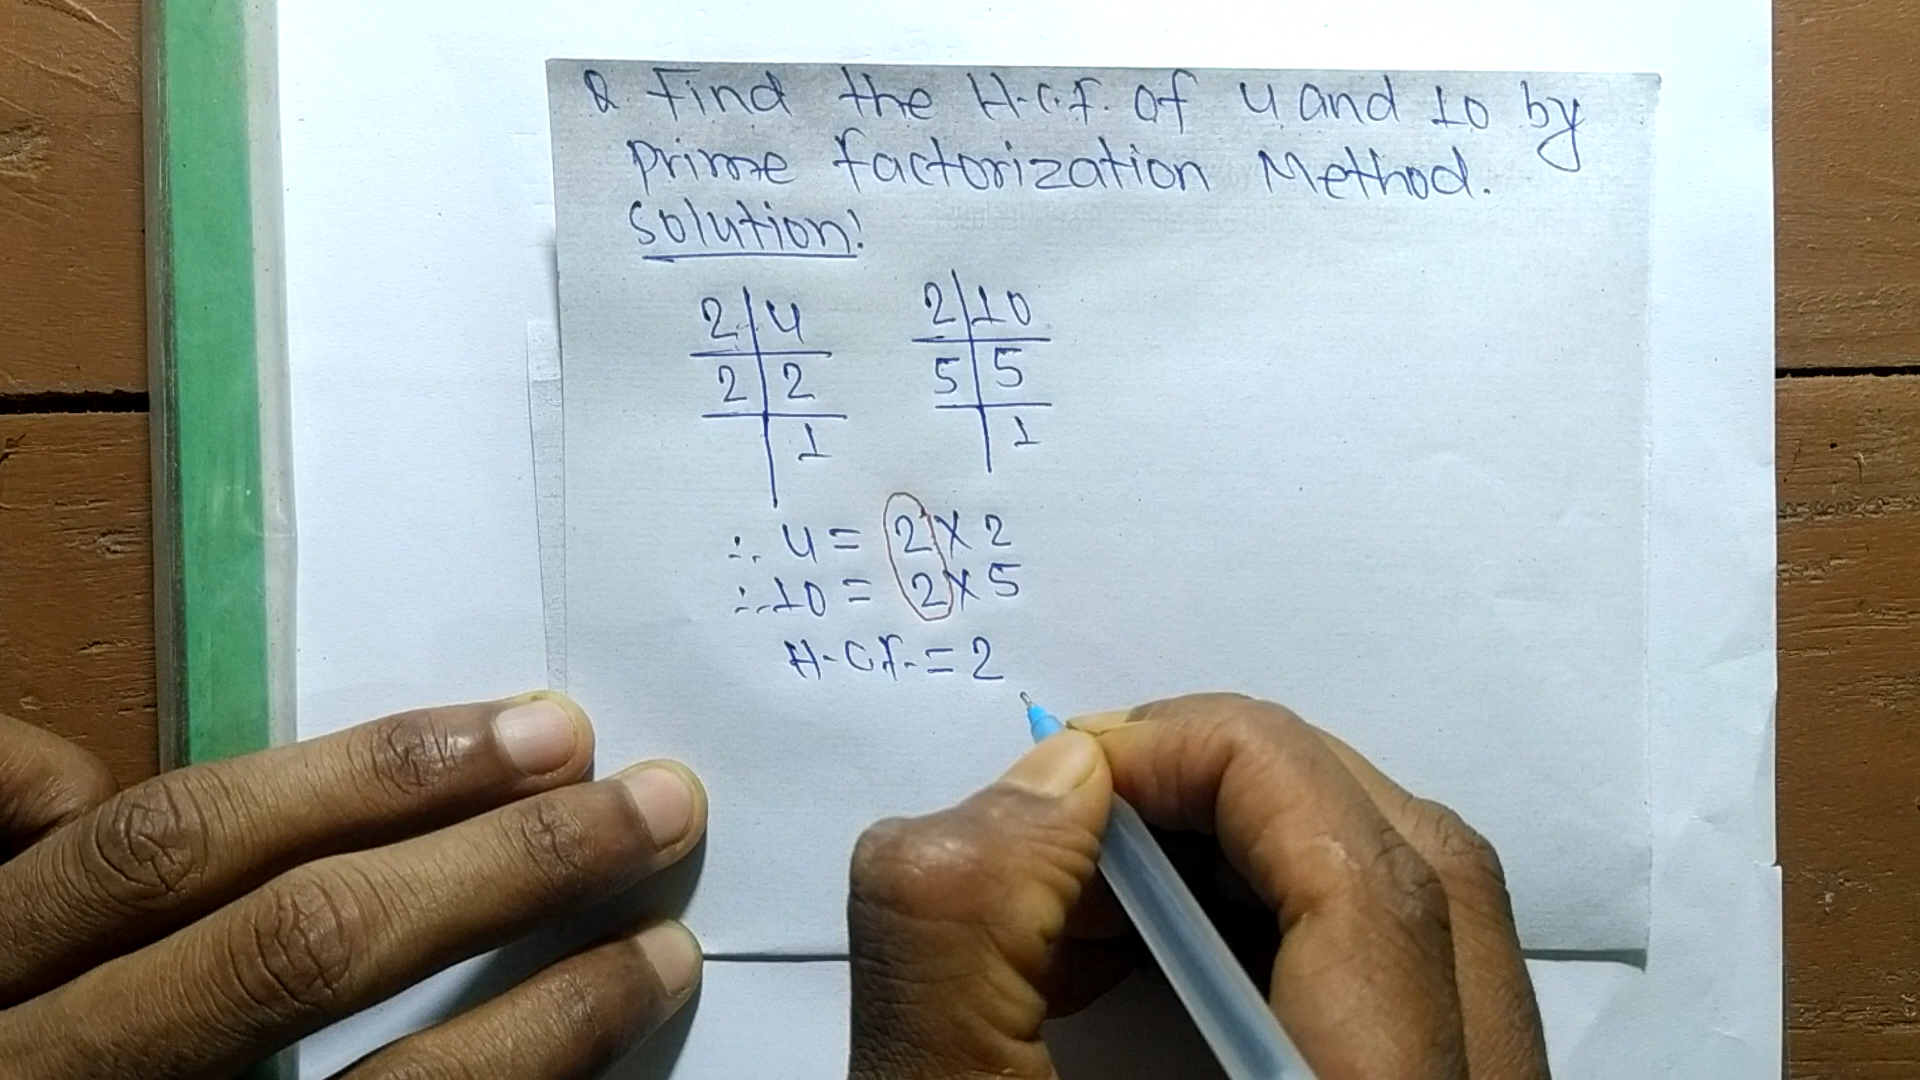 Q Find the H.C.F. of 4 and 10 by
prime factorization Method.
Solution:
2 | 4
2 | 2
1
2 | 10
5 | 5
1
∴ 4 = 2 × 2
∴ 10 = 2 × 5
H.C.F. = 2